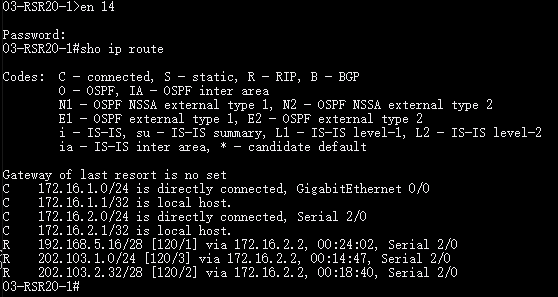 03-RSR20-1>en 14
Password:
03-RSR20-1#sho ip route
Codes: C - connected, S - static, R - RIP, B - BGP
O - OSPF, IA - OSPF inter area
N1 - OSPF NSSA external type 1, N2 - OSPF NSSA external type 2
E1 - OSPF external type 1, E2 - OSPF external type 2
i - IS-IS, su - IS-IS summary, L1 - IS-IS level-1, L2 - IS-IS level-2
ia - IS-IS inter area, * - candidate default
Gateway of last resort is no set
C 172.16.1.0/24 is directly connected, GigabitEthernet 0/0
C 172.16.1.1/32 is local host.
C 172.16.2.0/24 is directly connected, Serial 2/0
C 172.16.2.1/32 is local host.
R 192.168.5.16/28 [120/1] via 172.16.2.2, 00:24:02, Serial 2/0
R 202.103.1.0/24 [120/3] via 172.16.2.2, 00:14:47, Serial 2/0
R 202.103.2.32/28 [120/2] via 172.16.2.2, 00:18:40, Serial 2/0
03-RSR20-1#